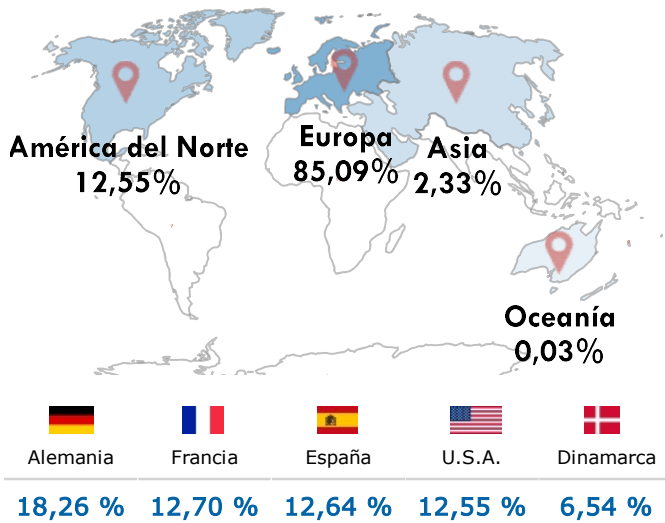 América del Norte
12,55%
Europa
85,09%
Asia
2,33%
Oceanía
0,03%
Alemania Francia España U.S.A. Dinamarca
18,26 % 12,70 % 12,64 % 12,55 % 6,54 %